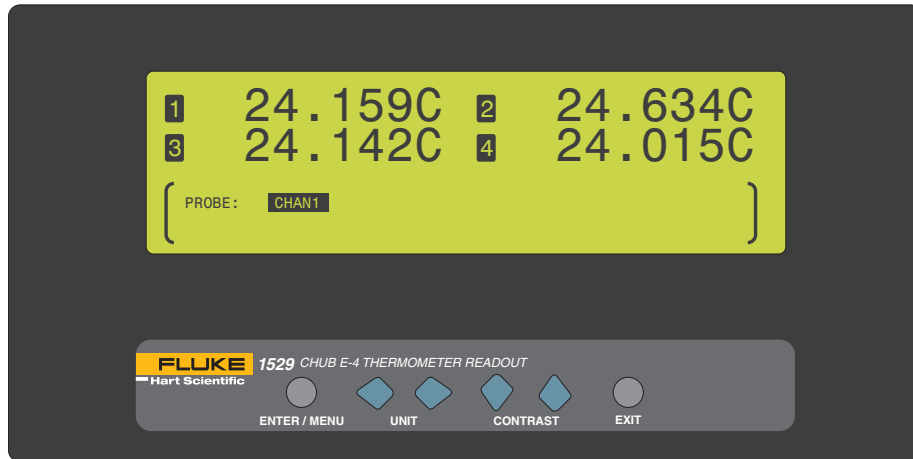 1 24.159C 2 24.634C
3 24.142C 4 24.015C
PROBE: CHAN1
FLUKE 1529 CHUB E-4 THERMOMETER READOUT
Hart Scientific
ENTER / MENU UNIT CONTRAST EXIT